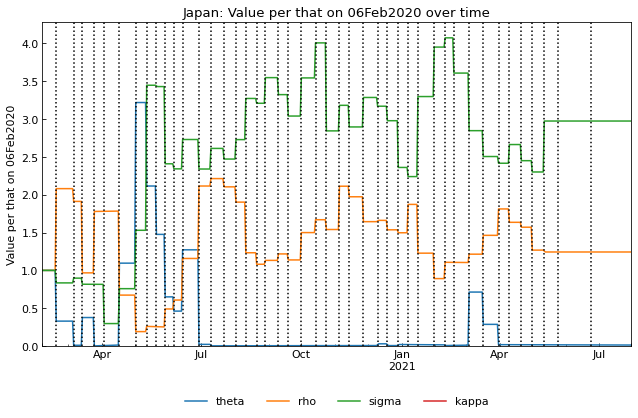 Japan: Value per that on 06Feb2020 over time
Value per that on 06Feb2020
4.0
3.5
3.0
2.5
2.0
1.5
1.0
0.5
0.0
Apr Jul Oct Jan Apr Jul
2021
theta rho sigma kappa